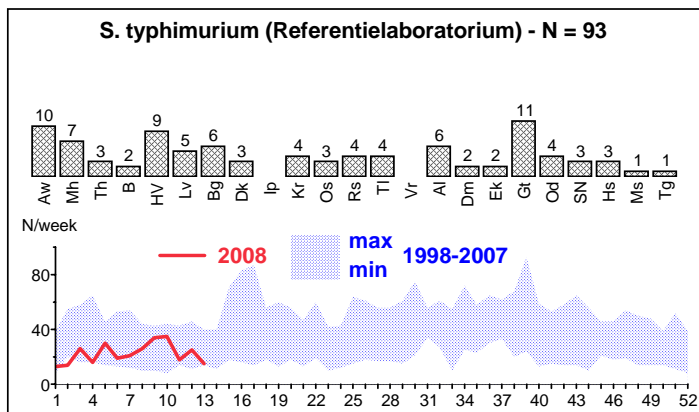 S. typhimurium (Referentielaboratorium) - N = 93
10 7 3 2 9 5 6 3 4 3 4 4 6 2 2 11 4 3 3 1 1
Aw Mh Th B HV Lv Bg Dk Ip Kr Os Rs Tl Vr Al Dm Ek Gt Od SN Hs Ms Tg
N/week
2008 max min 1998-2007
80
40
0
1 4 7 10 13 16 19 22 25 28 31 34 37 40 43 46 49 52